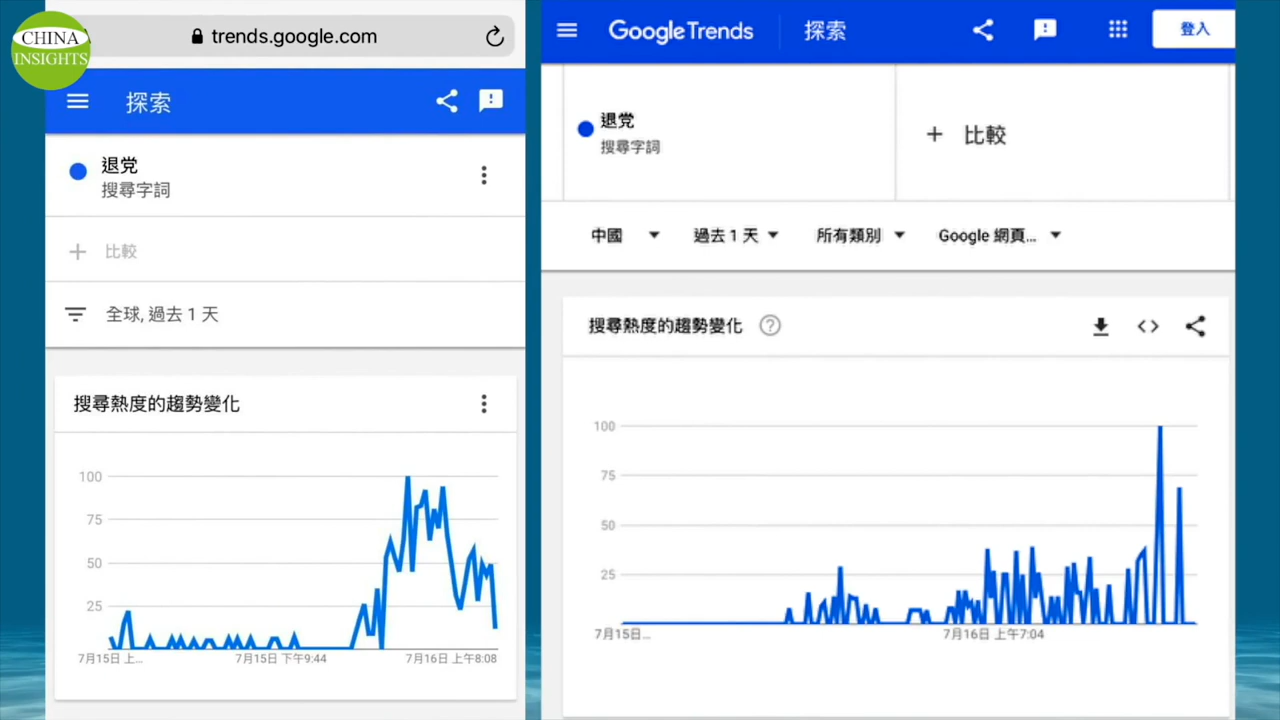 CHINA
INSIGHTS
trends.google.com
探索
退党
搜尋字詞
比較
全球, 過去 1 天
搜尋熱度的趨勢變化
100
75
50
25
7月15日 上...
7月15日 下午9:44
7月16日 上午8:08
Google Trends
探索
登入
退党
搜尋字詞
+ 比較
中國
過去 1 天
所有類別
Google 網頁...
搜尋熱度的趨勢變化
100
75
50
25
7月15日...
7月16日 上午7:04